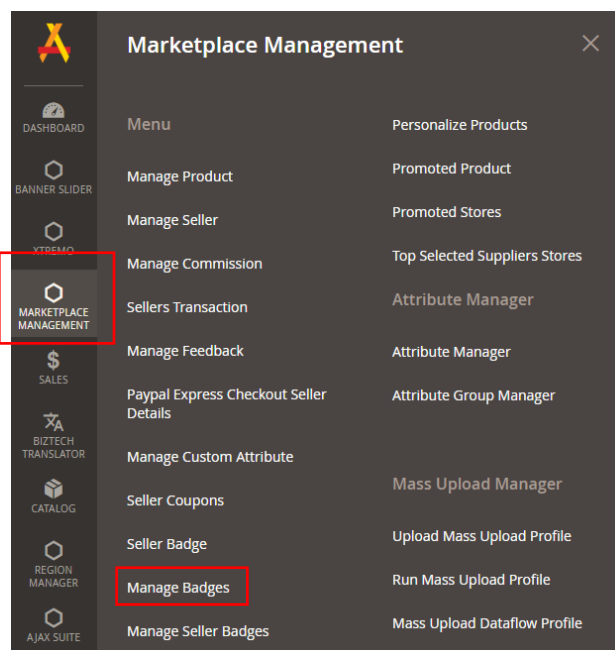 DASHBOARD
BANNER SLIDER
XTREMO
MARKETPLACE
MANAGEMENT
SALES
BIZTECH
TRANSLATOR
CATALOG
REGION
MANAGER
AJAX SUITE
Marketplace Management
Menu
Manage Product
Manage Seller
Manage Commission
Sellers Transaction
Manage Feedback
Paypal Express Checkout Seller
Details
Manage Custom Attribute
Seller Coupons
Seller Badge
Manage Badges
Manage Seller Badges
Personalize Products
Promoted Product
Promoted Stores
Top Selected Suppliers Stores
Attribute Manager
Attribute Manager
Attribute Group Manager
Mass Upload Manager
Upload Mass Upload Profile
Run Mass Upload Profile
Mass Upload Dataflow Profile